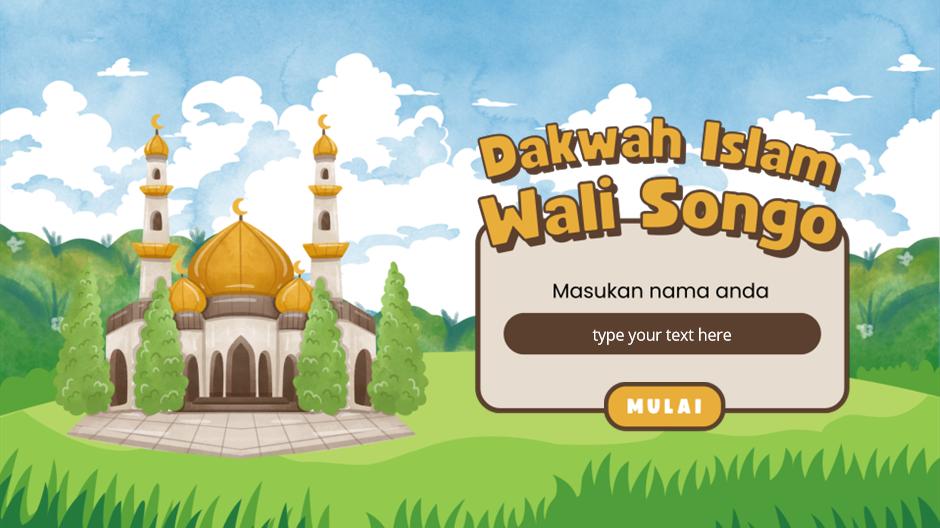 Dakwah Islam
Wali Songo
Masukan nama anda
type your text here
MULAI